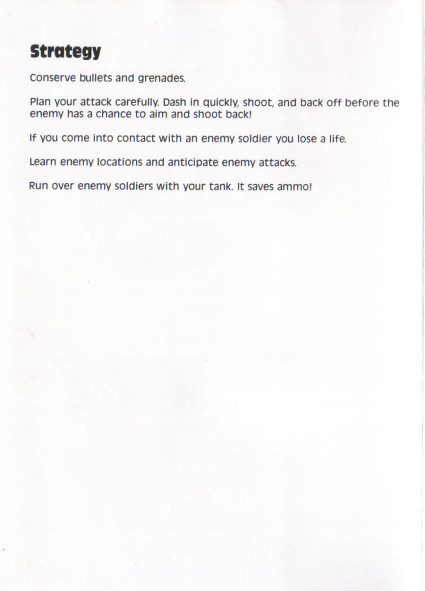 Strategy
Conserve bullets and grenades.
Plan your attack carefully. Dash in quickly, shoot, and back off before the
enemy has a chance to aim and shoot back!
If you come into contact with an enemy soldier you lose a life.
Learn enemy locations and anticipate enemy attacks.
Run over enemy soldiers with your tank. It saves ammo!